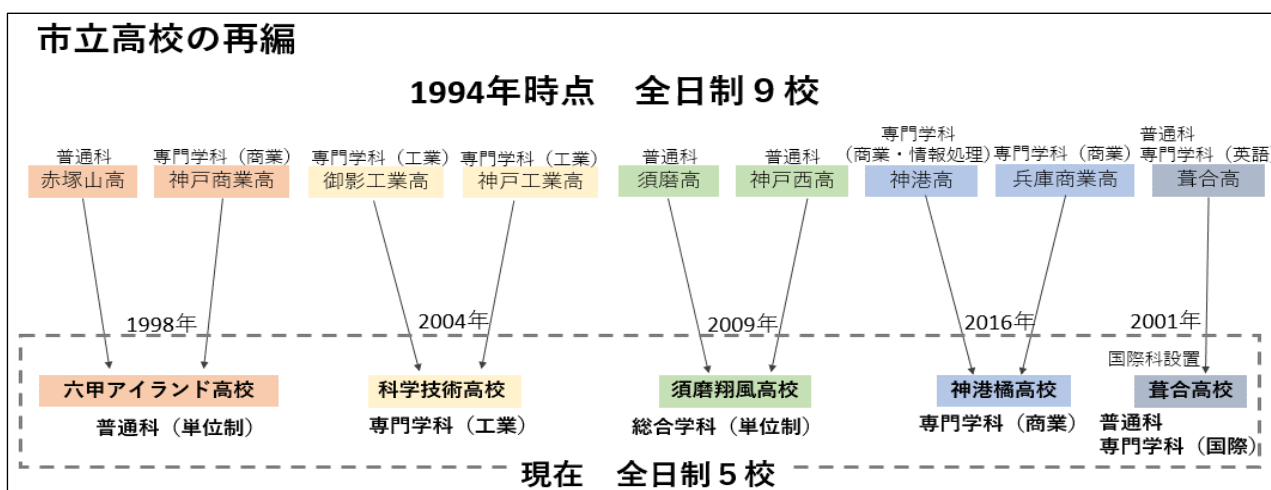 市立高校の再編
1994年時点　全日制９校
普通科
赤塚山高
専門学科（商業）
神戸商業高
専門学科（工業）
御影工業高
専門学科（工業）
神戸工業高
普通科
須磨高
普通科
神戸西高
専門学科
（商業・情報処理）
神港高
専門学科（商業）
兵庫商業高
普通科
専門学科（英語）
葺合高
1998年
2004年
2009年
2016年
2001年
国際科設置
六甲アイランド高校
普通科（単位制）
科学技術高校
専門学科（工業）
須磨翔風高校
総合学科（単位制）
神港橘高校
専門学科（商業）
葺合高校
普通科
専門学科（国際）
現在　全日制５校